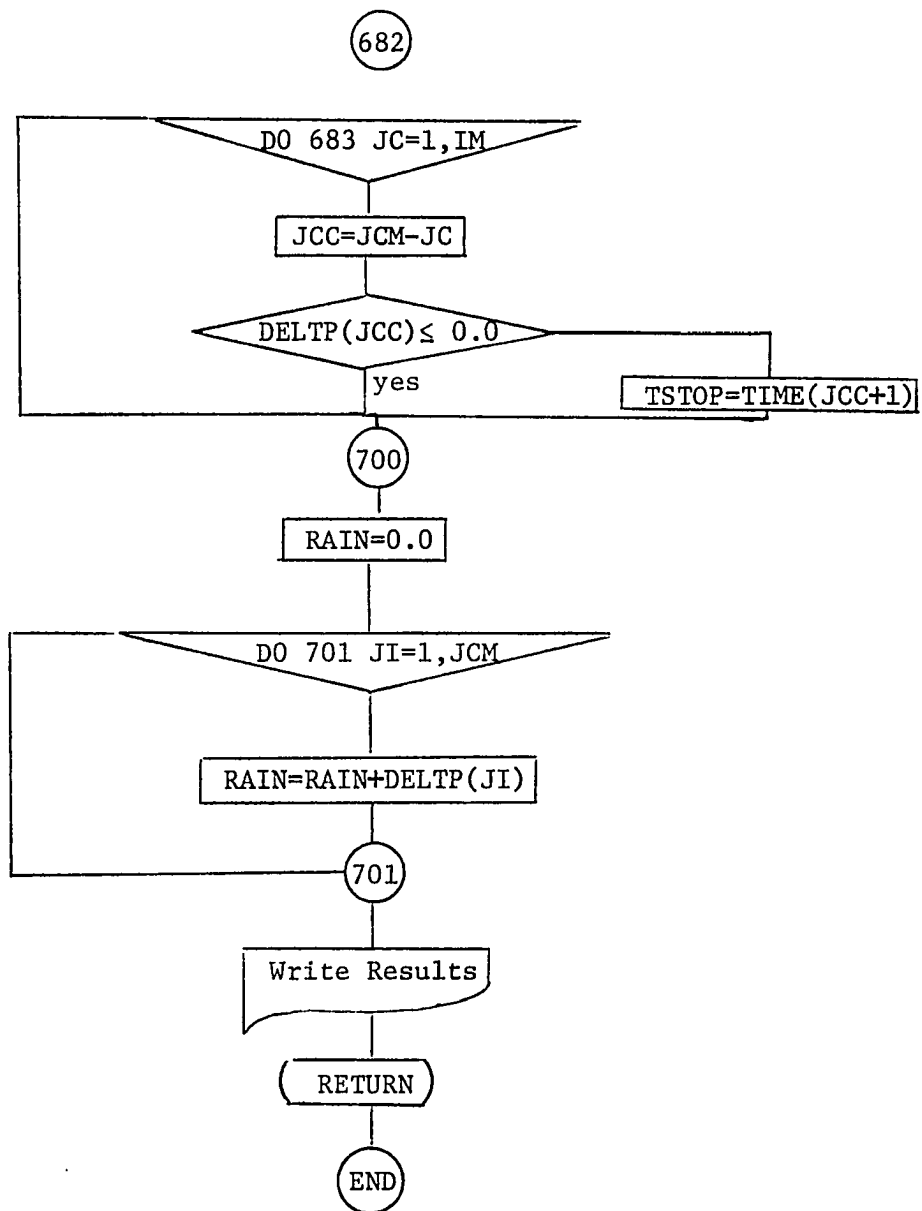 682
DO 683 JC=1,IM
JCC=JCM-JC
DELTP(JCC)≤ 0.0
yes
TSTOP=TIME(JCC+1)
700
RAIN=0.0
DO 701 JI=1,JCM
RAIN=RAIN+DELTP(JI)
701
Write Results
RETURN
END